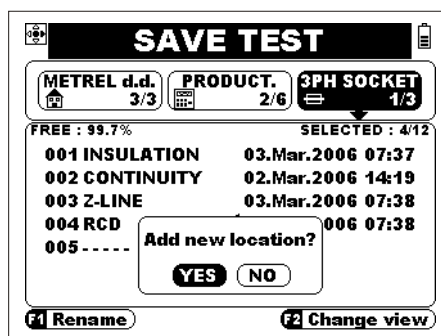 SAVE TEST
METREL d.d. PRODUCT. 3PH SOCKET
3/3 2/6 1/3
FREE : 99.7% SELECTED : 4/12
001 INSULATION 03.Mar.2006 07:37
002 CONTINUITY 02.Mar.2006 14:19
003 Z-LINE 03.Mar.2006 07:38
004 RCD 006 07:38
005 -----
Add new location?
YES NO
F1 Rename F2 Change view